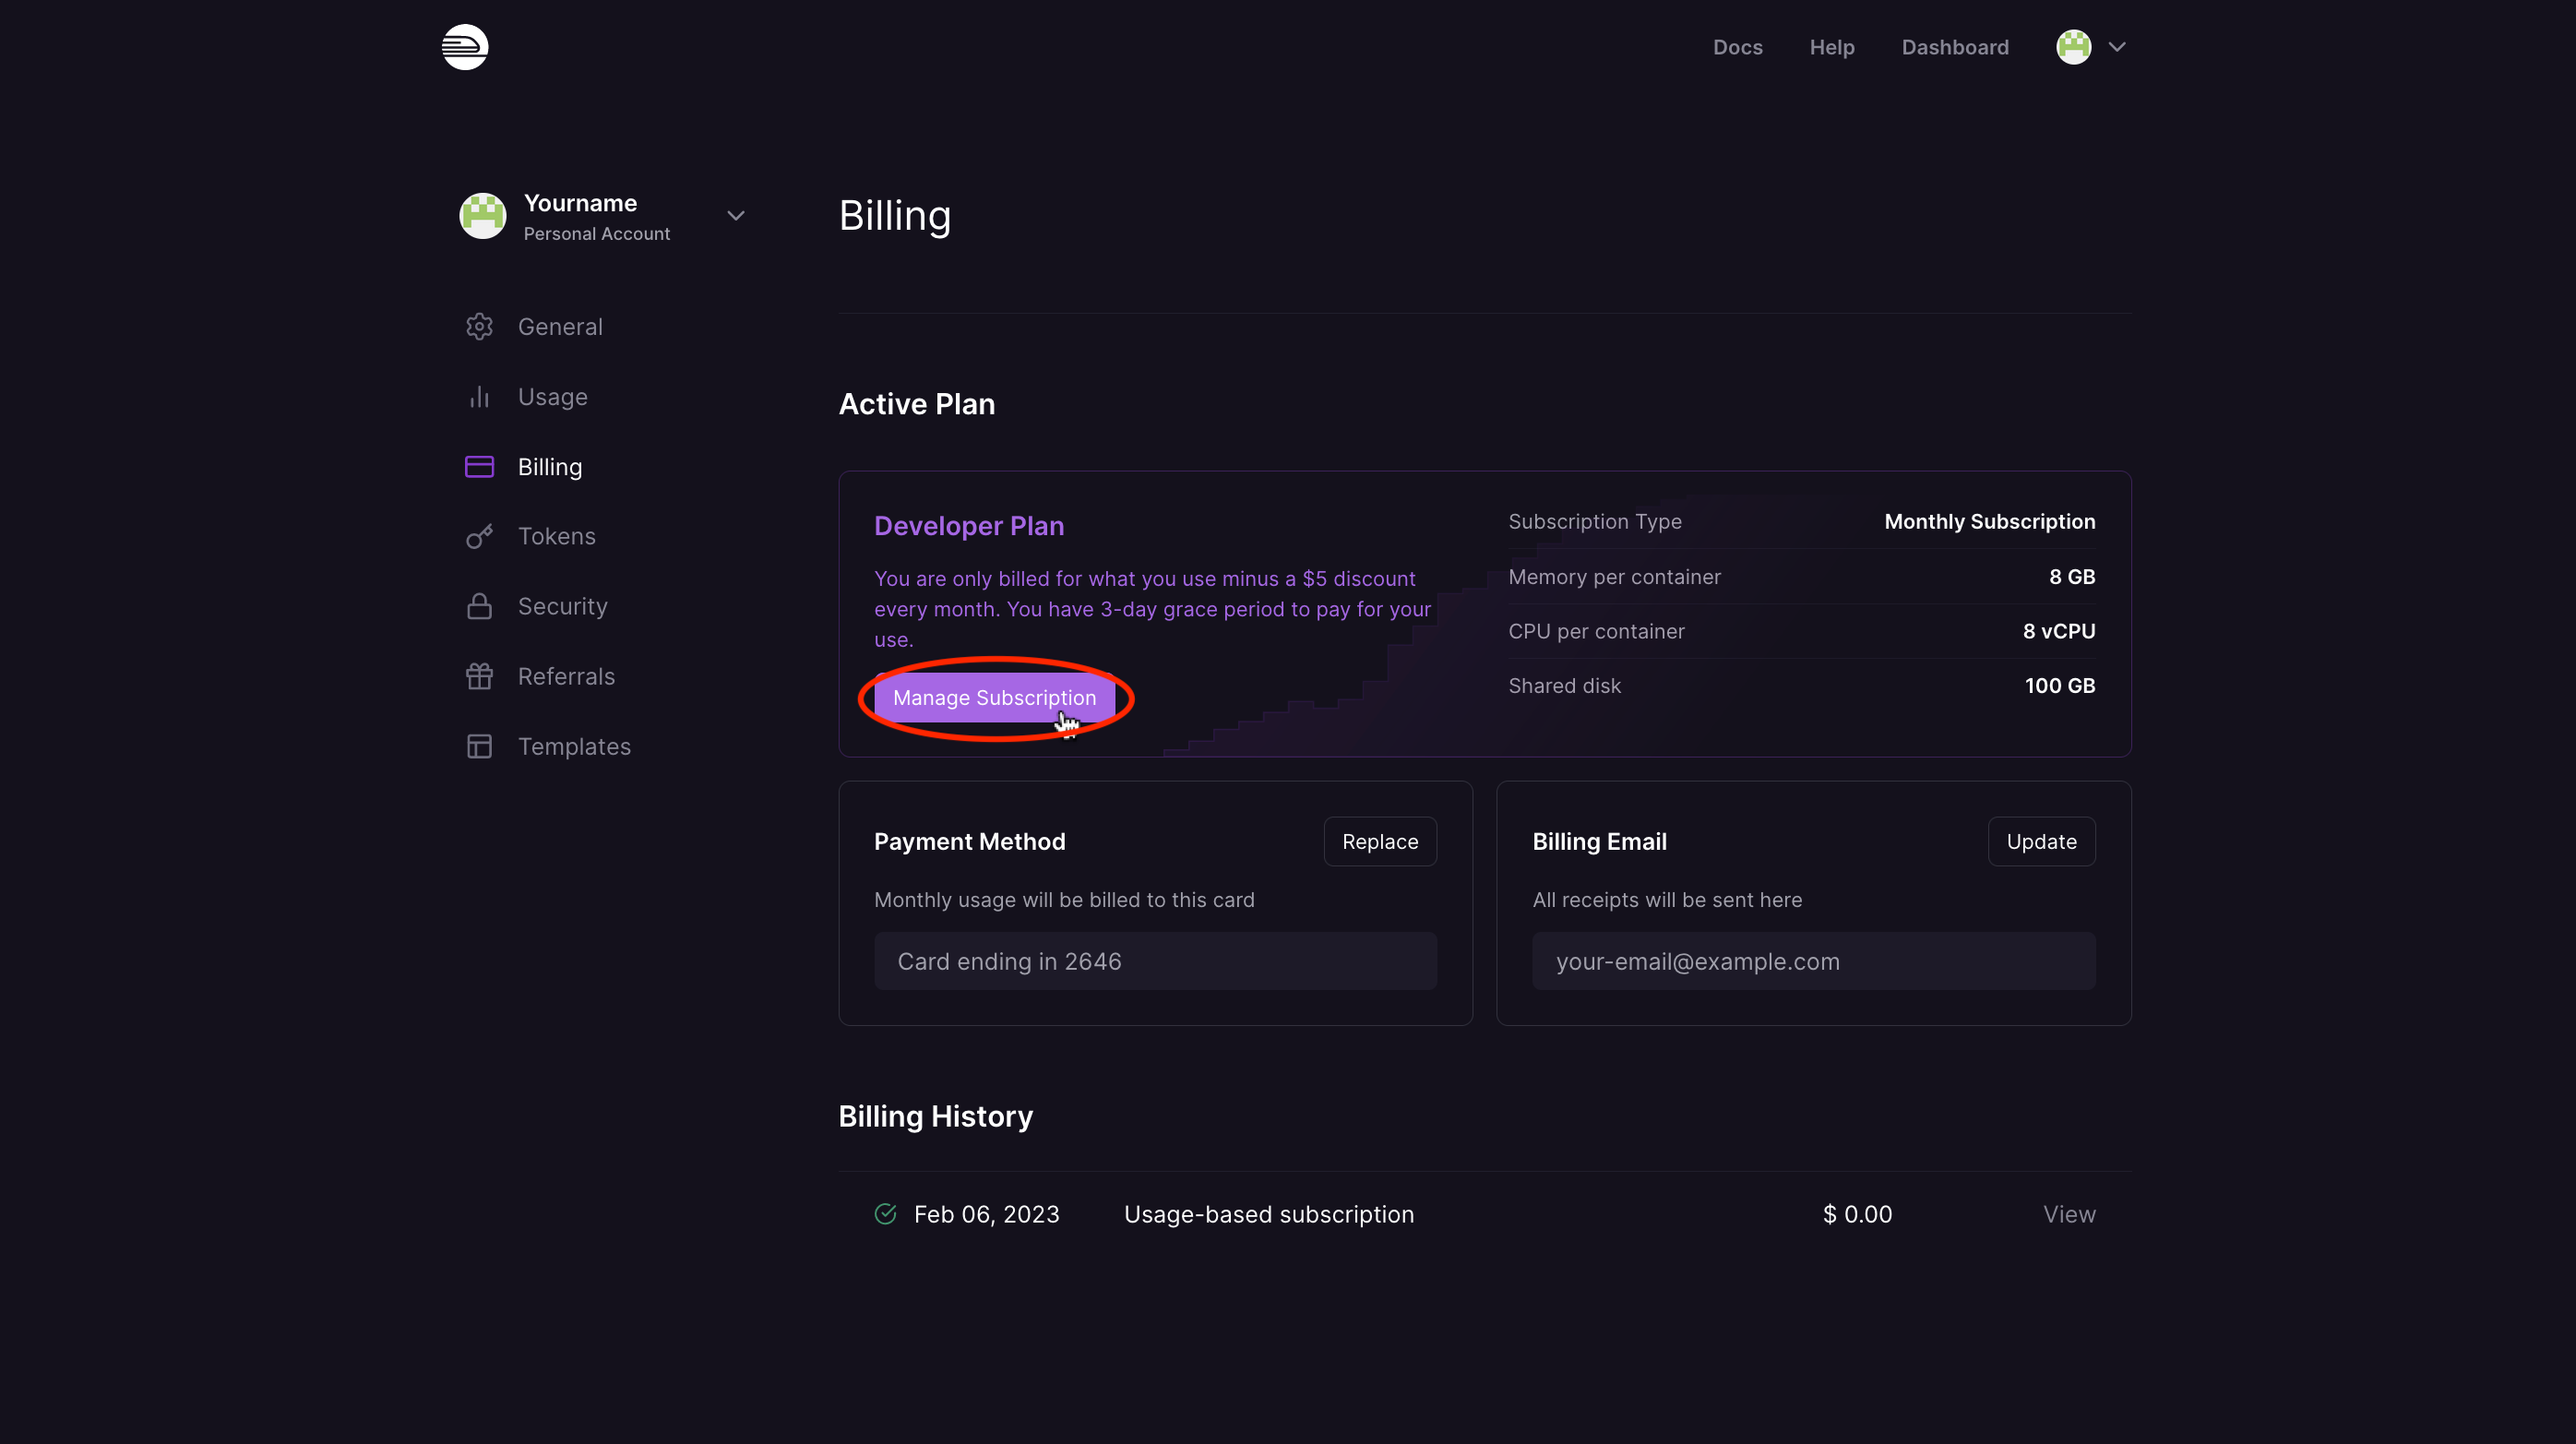 Docs Help Dashboard
Yourname
Personal Account
General
Usage
Billing
Tokens
Security
Referrals
Templates
Billing
Active Plan
Developer Plan
You are only billed for what you use minus a $5 discount
every month. You have 3-day grace period to pay for your
use.
Manage Subscription
Subscription Type Monthly Subscription
Memory per container 8 GB
CPU per container 8 vCPU
Shared disk 100 GB
Payment Method Replace
Monthly usage will be billed to this card
Card ending in 2646
Billing Email Update
All receipts will be sent here
your-email@example.com
Billing History
Feb 06, 2023 Usage-based subscription $ 0.00 View